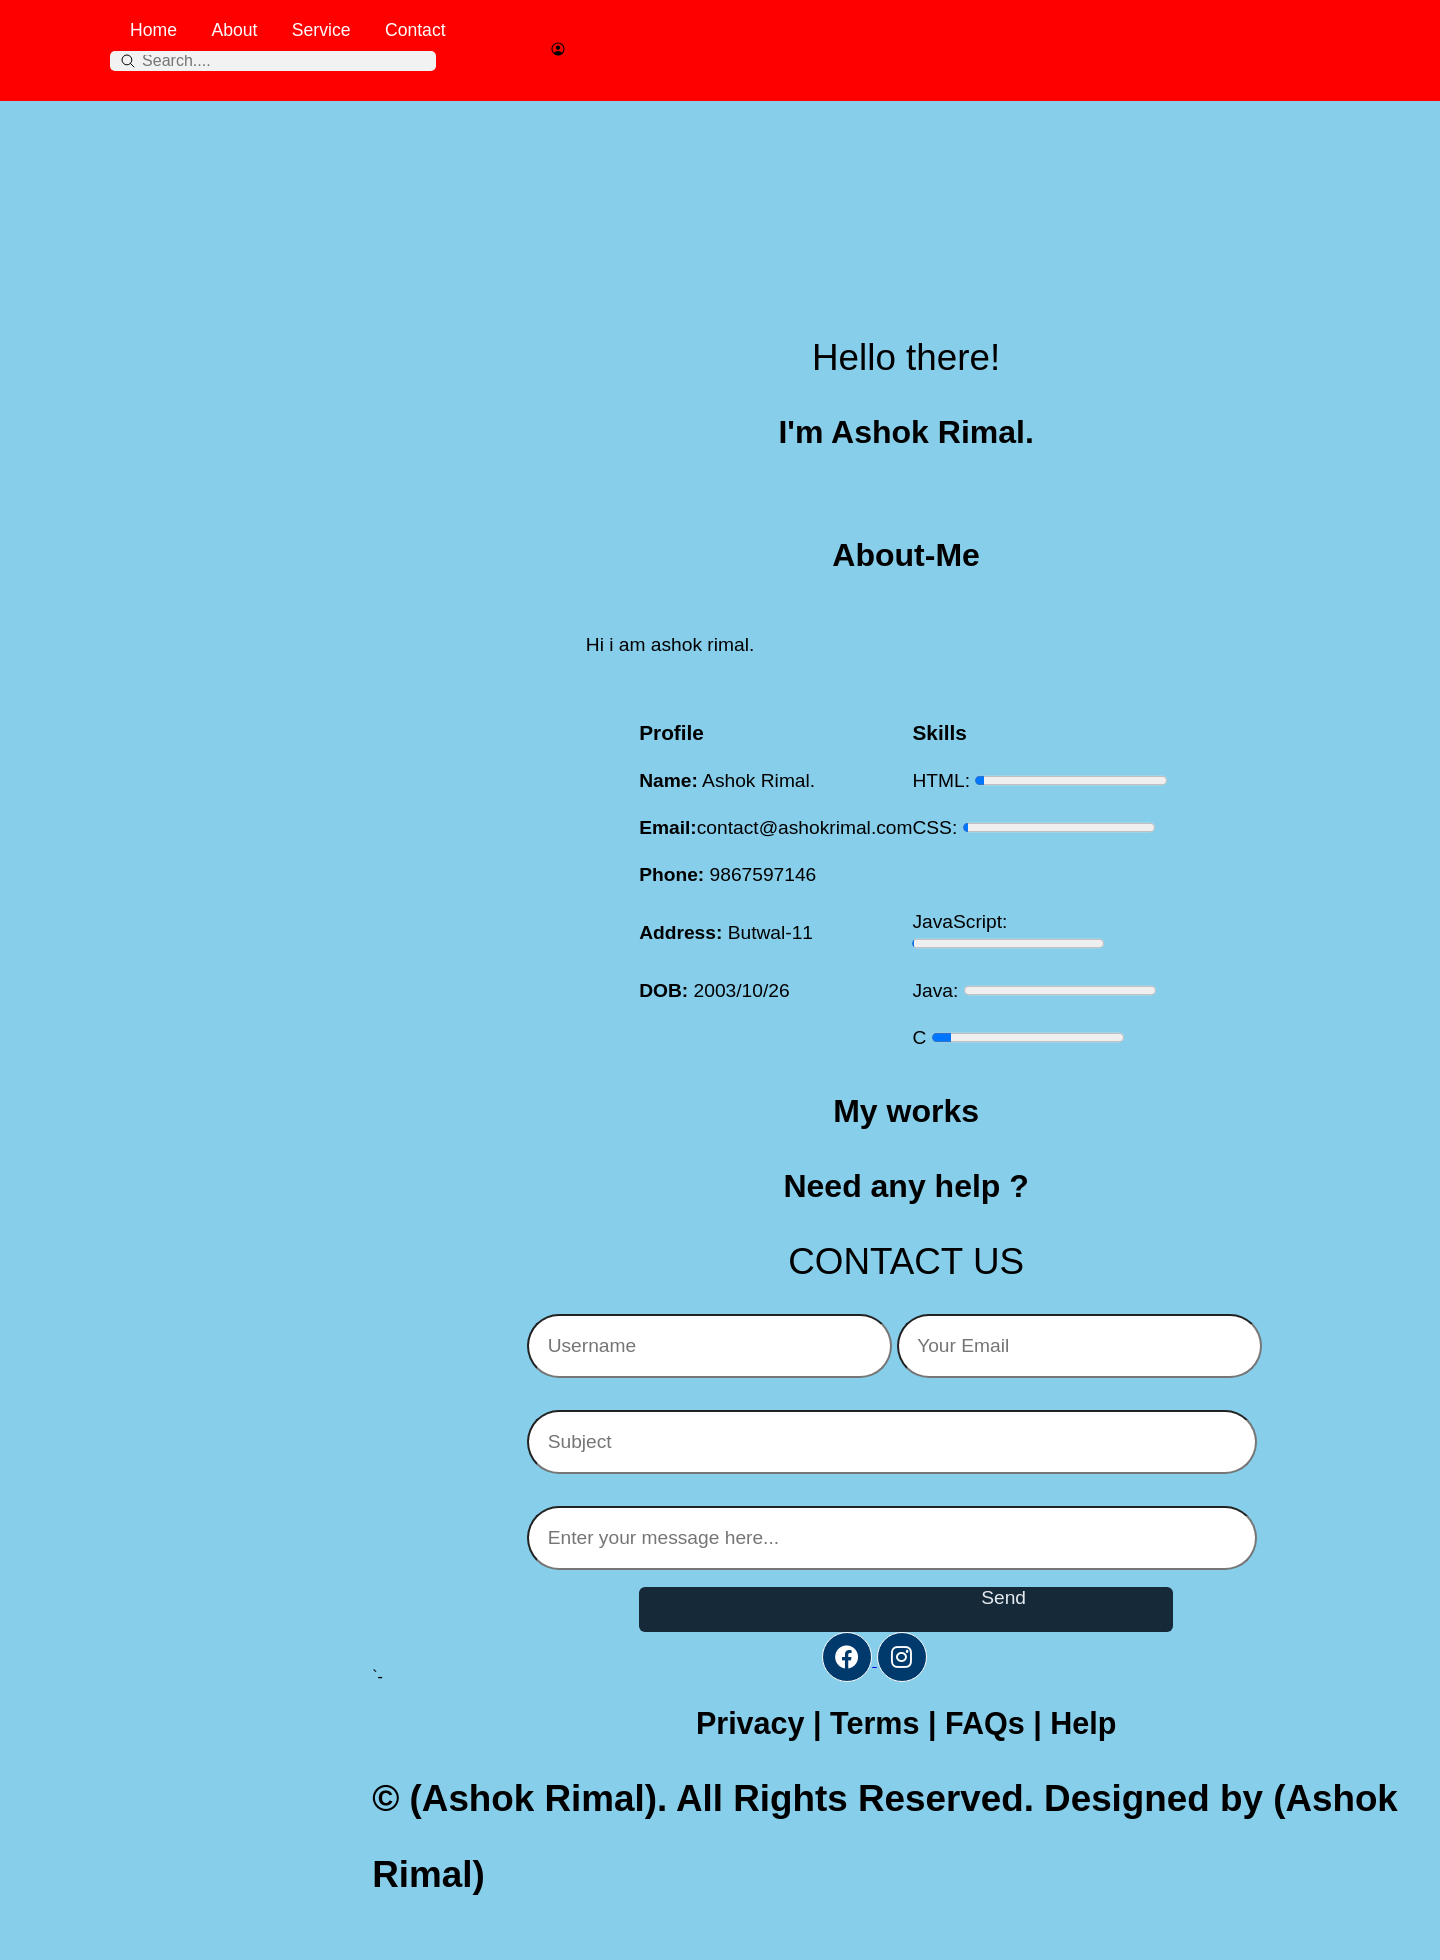 Home About Service Contact
Search....
Hello there!
I'm Ashok Rimal.
About-Me
Hi i am ashok rimal.
Profile Skills
Name: Ashok Rimal. HTML:
Email:contact@ashokrimal.comCSS:
Phone: 9867597146
JavaScript:
Address: Butwal-11
DOB: 2003/10/26 Java:
C
My works
Need any help ?
CONTACT US
Username Your Email
Subject
Enter your message here...
Send
`-
Privacy | Terms | FAQs | Help
© (Ashok Rimal). All Rights Reserved. Designed by (Ashok
Rimal)